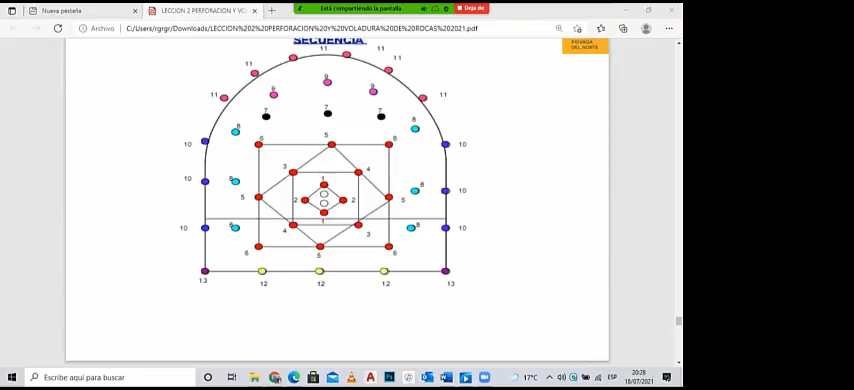 Nueva pestaña
LECCION 2 PERFORACION Y VO
Está compartiendo la pantalla
Deja de
Archivo
C:/Users/rgrgr/Downloads/LECCION%202%20PERFORACION%20Y%20VOLADURA%20DE%20ROCAS%202021.pdf
SECUENCIA
PRIVADA
DEL NORTE
11 11
11 11
11 9 9 9 11
8 7 7 7 8
10 6 5 6 10
3 4
10 8 1 8 10
5 2 2 5
1
10 8 4 3 8 10
6 5 6
13 12 12 12 13
Escribe aquí para buscar
17°C
ESP
20:28
18/07/2021